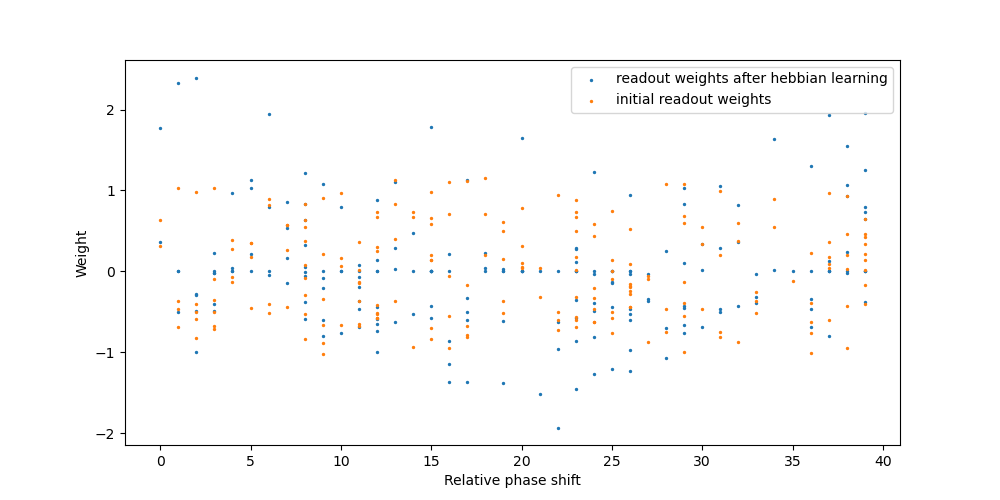 readout weights after hebbian learning
initial readout weights
2
1
0
−1
−2
Weight
0 5 10 15 20 25 30 35 40
Relative phase shift